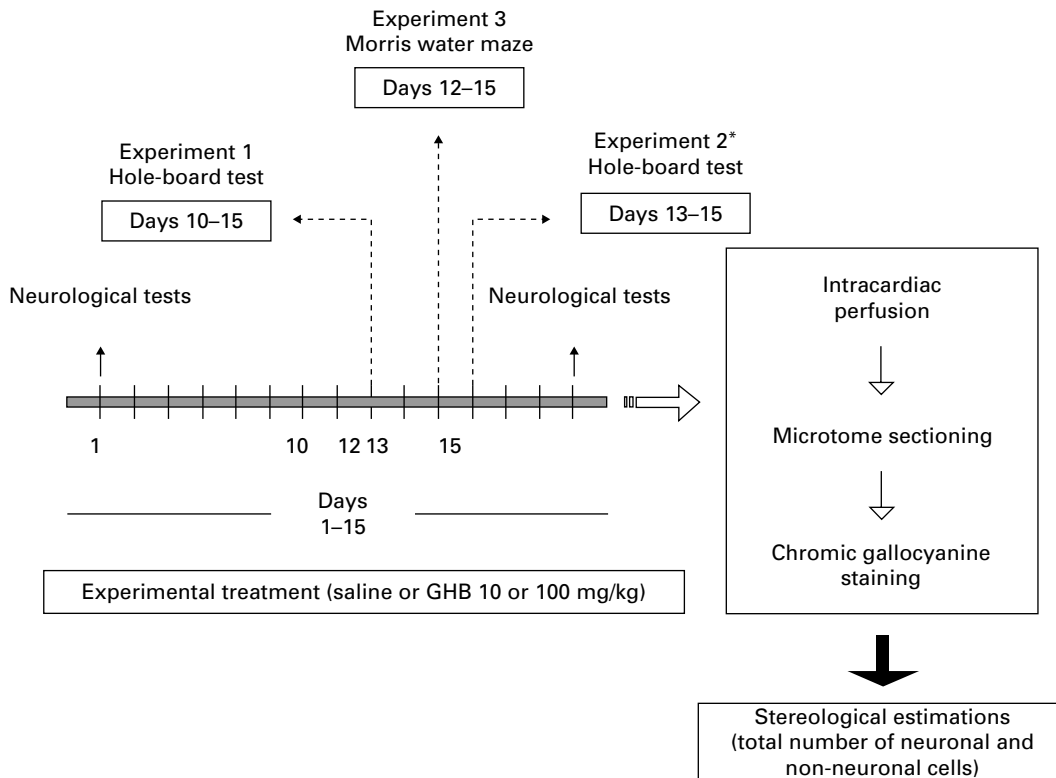 Experiment 3
Morris water maze
Days 12–15
Experiment 1
Hole-board test
Days 10–15
Experiment 2*
Hole-board test
Days 13–15
Neurological tests
Neurological tests
1
10
12
13
15
Days
1–15
Experimental treatment (saline or GHB 10 or 100 mg/kg)
Intracardiac
perfusion
Microtome sectioning
Chromic gallocyanine
staining
Stereological estimations
(total number of neuronal and
non-neuronal cells)